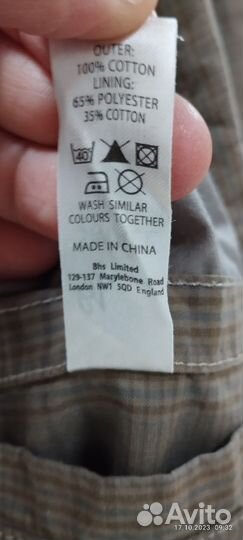 OUTER:
100% COTTON
LINING:
65% POLYESTER
35% COTTON
40
WASH SIMILAR
COLOURS TOGETHER
MADE IN CHINA
Bhs Limited
129-137 Marylebone Road
London NW1 5QD England
17.10.2023 09:32
Avito